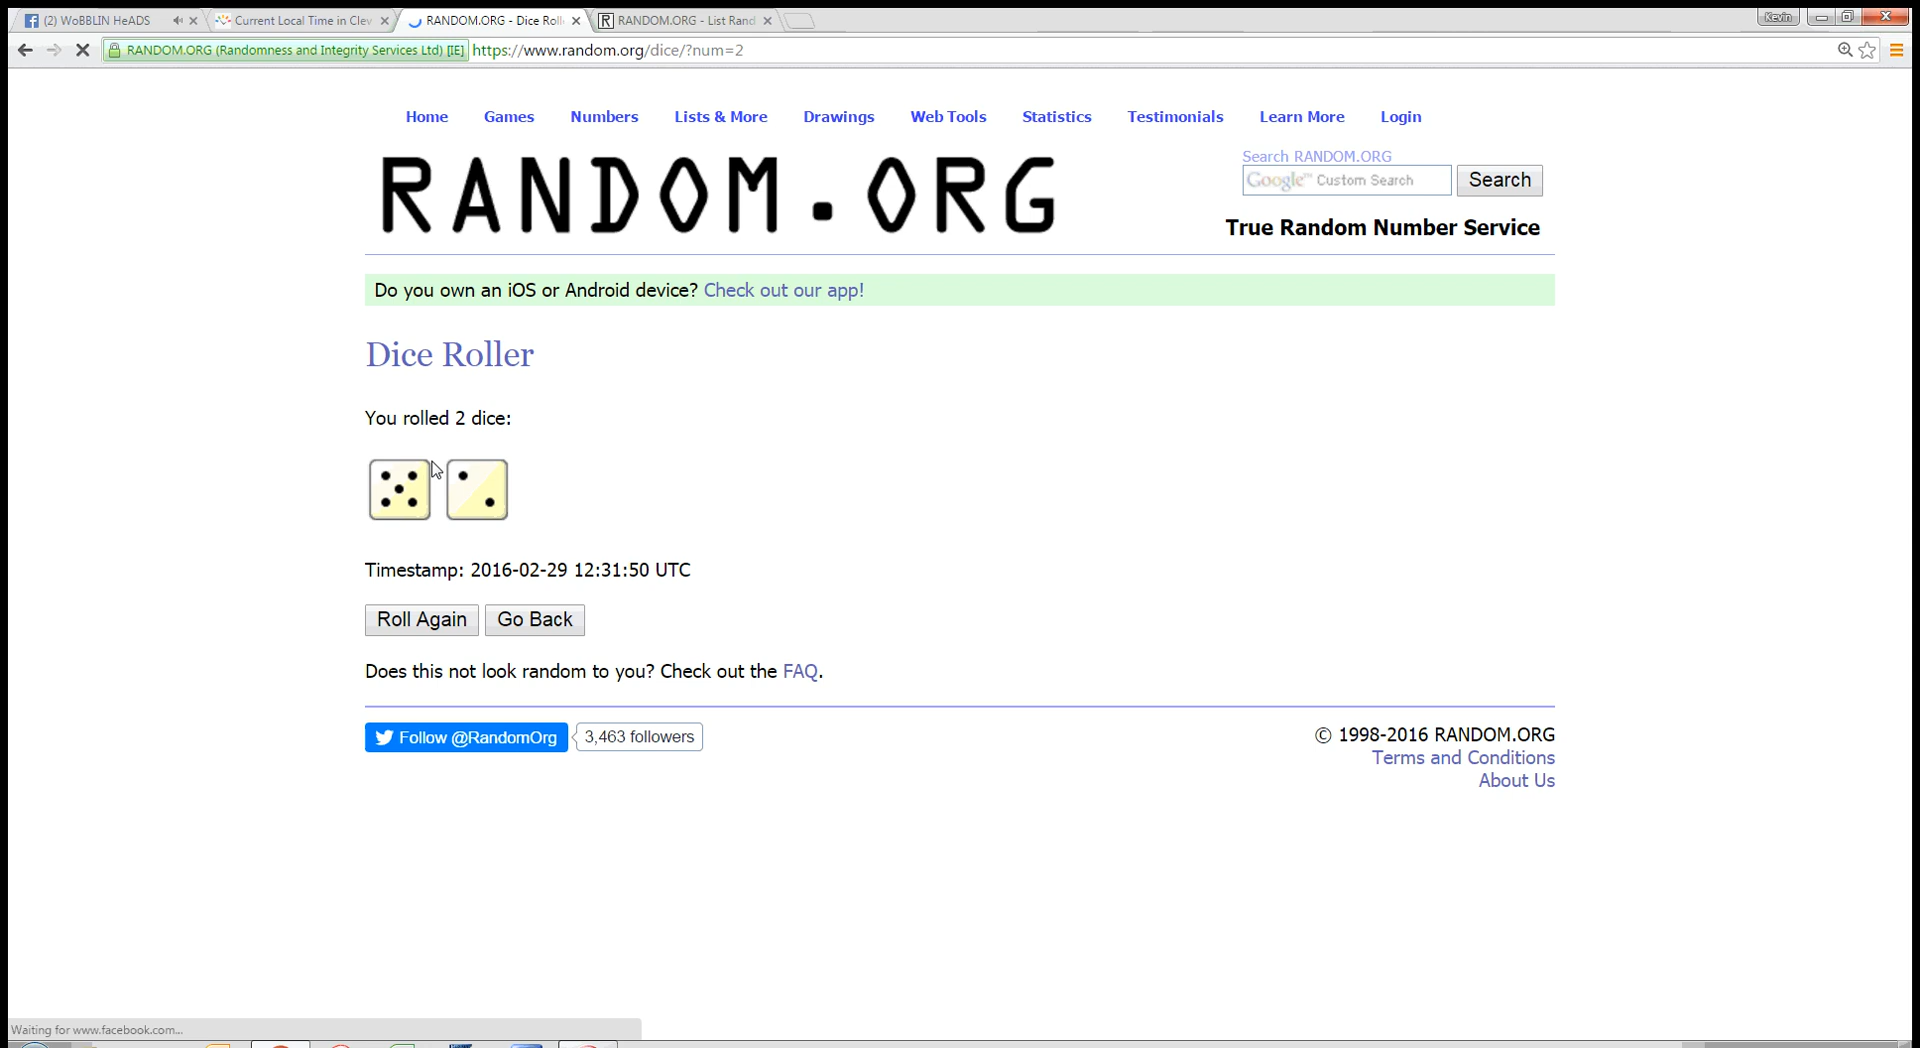 (2) WoBBLIN HeADS
Current Local Time in Clev
RANDOM.ORG - Dice Roll
RANDOM.ORG - List Rand
Kevin
RANDOM.ORG (Randomness and Integrity Services Ltd) [IE] https://www.random.org/dice/?num=2
Home Games Numbers Lists & More Drawings Web Tools Statistics Testimonials Learn More Login
RANDOM.ORG
Search RANDOM.ORG
Google™ Custom Search Search
True Random Number Service
Do you own an iOS or Android device? Check out our app!
Dice Roller
You rolled 2 dice:
Timestamp: 2016-02-29 12:31:50 UTC
Roll Again Go Back
Does this not look random to you? Check out the FAQ.
Follow @RandomOrg 3,463 followers
© 1998-2016 RANDOM.ORG
Terms and Conditions
About Us
Waiting for www.facebook.com...